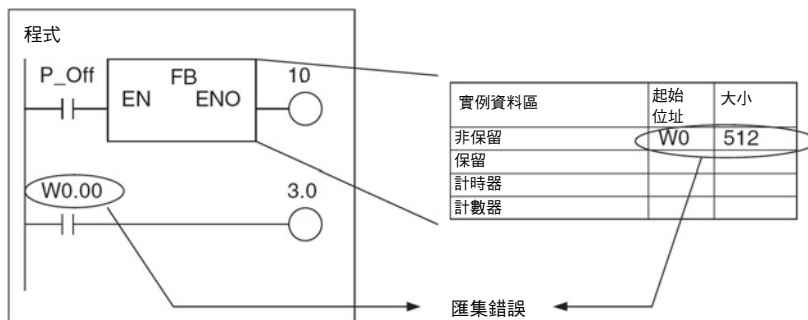 程式
P_Off
FB
10
EN
ENO
W0.00
3.0
實例資料區
起始
位址
大小
非保留
W0
512
保留
計時器
計數器
匯集錯誤